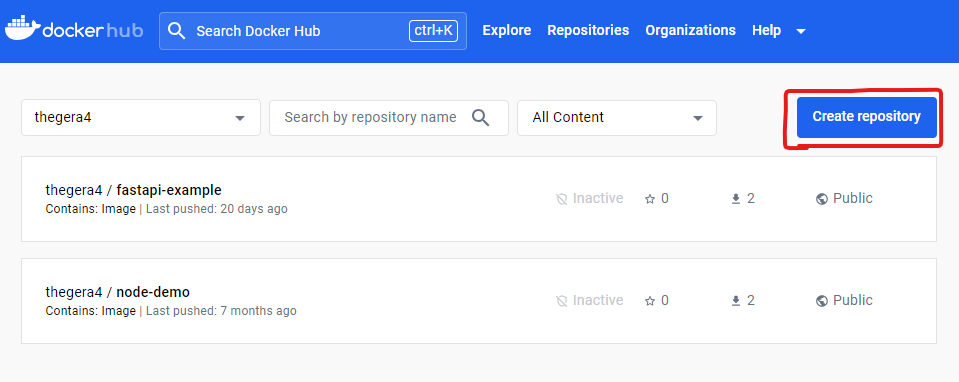 dockerhub Search Docker Hub ctrl+K Explore Repositories Organizations Help
thegera4 Search by repository name All Content Create repository
thegera4 / fastapi-example Inactive 0 2 Public
Contains: Image | Last pushed: 20 days ago
thegera4 / node-demo Inactive 0 2 Public
Contains: Image | Last pushed: 7 months ago